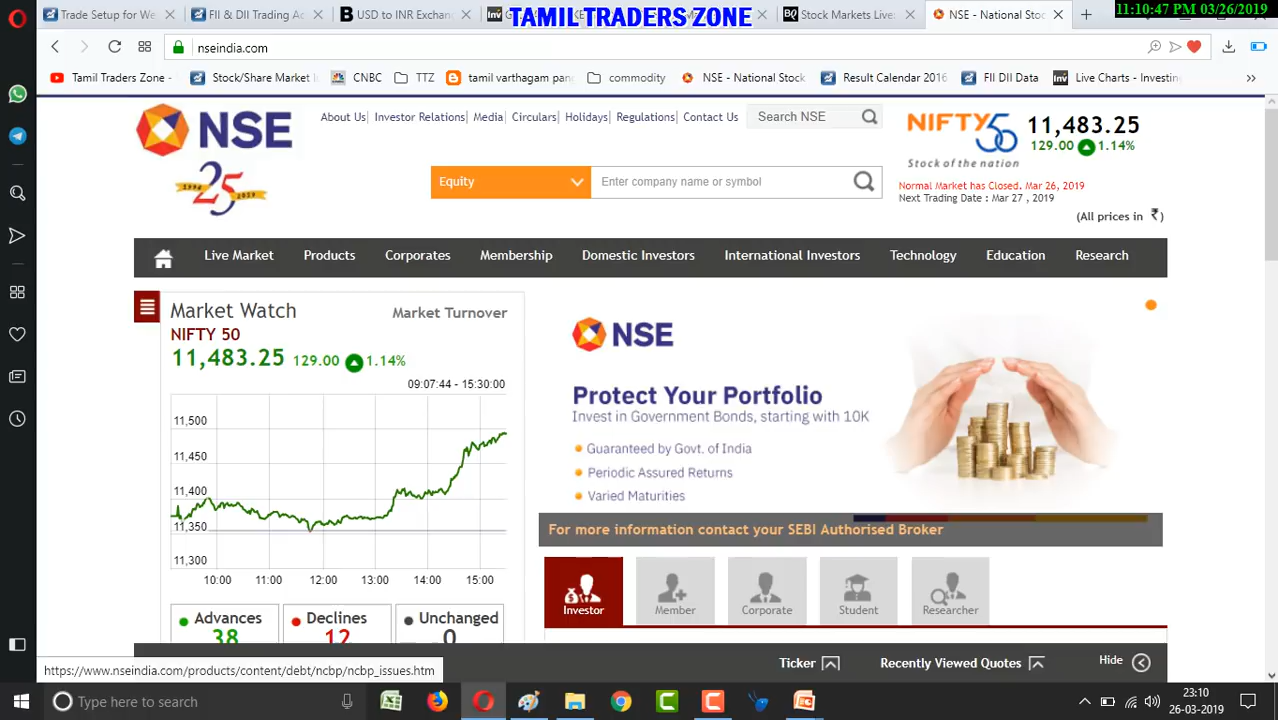 Trade Setup for We
FII & DII Trading Ac
USD to INR Exchan
TAMIL TRADERS ZONE
Stock Markets Live:
NSE - National Sto
11:10:47 PM 03/26/2019
nseindia.com
Tamil Traders Zone -
Stock/Share Market I
CNBC
TTZ
tamil varthagam pan
commodity
NSE - National Stock
Result Calendar 2016
FII DII Data
Live Charts - Investin
NSE
About Us| Investor Relations| Media| Circulars| Holidays| Regulations| Contact Us
Search NSE
NIFTY 50
Stock of the nation
11,483.25
129.00 1.14%
25
Equity
Enter company name or symbol
Normal Market has Closed. Mar 26, 2019
Next Trading Date : Mar 27 , 2019
(All prices in ₹)
Live Market Products Corporates Membership Domestic Investors International Investors Technology Education Research
Market Watch
Market Turnover
NIFTY 50
11,483.25 129.00 1.14%
09:07:44 - 15:30:00
11,500
11,450
11,400
11,350
11,300
10:00 11:00 12:00 13:00 14:00 15:00
Advances
38
Declines
12
Unchanged
0
NSE
Protect Your Portfolio
Invest in Government Bonds, starting with 10K
Guaranteed by Govt. of India
Periodic Assured Returns
Varied Maturities
For more information contact your SEBI Authorised Broker
Investor
Member
Corporate
Student
Researcher
https://www.nseindia.com/products/content/debt/ncbp/ncbp_issues.htm
Ticker
Recently Viewed Quotes
Hide
Type here to search
23:10
26-03-2019